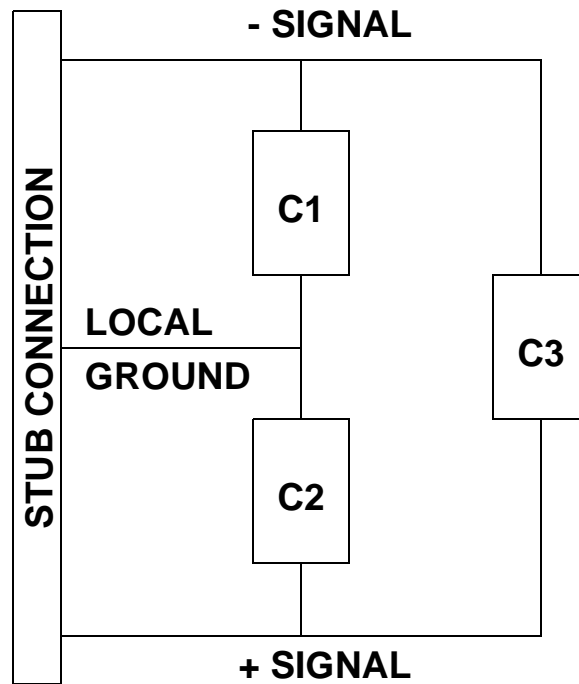 - SIGNAL
STUB CONNECTION
C1
LOCAL
GROUND
C3
C2
+ SIGNAL